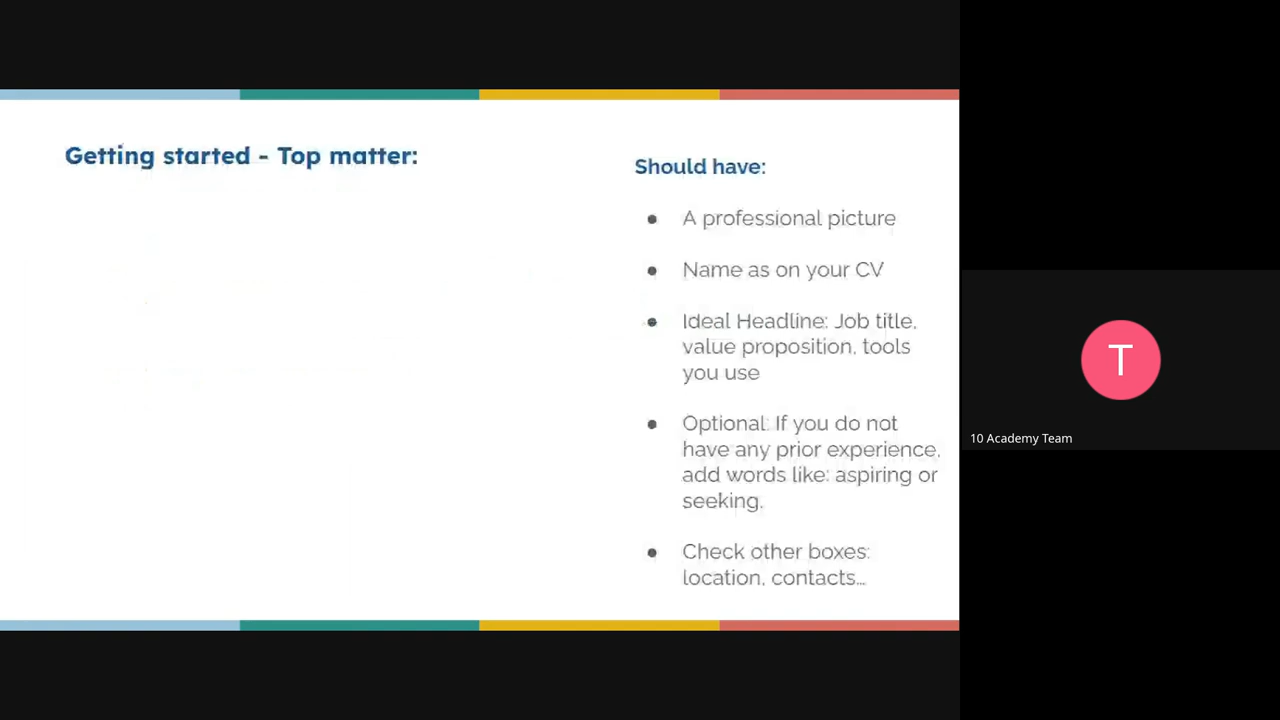 Getting started - Top matter:
Should have:
● A professional picture
● Name as on your CV
● Ideal Headline: Job title,
value proposition, tools
you use
● Optional: If you do not
have any prior experience,
add words like: aspiring or
seeking.
● Check other boxes:
location, contacts…
T
10 Academy Team